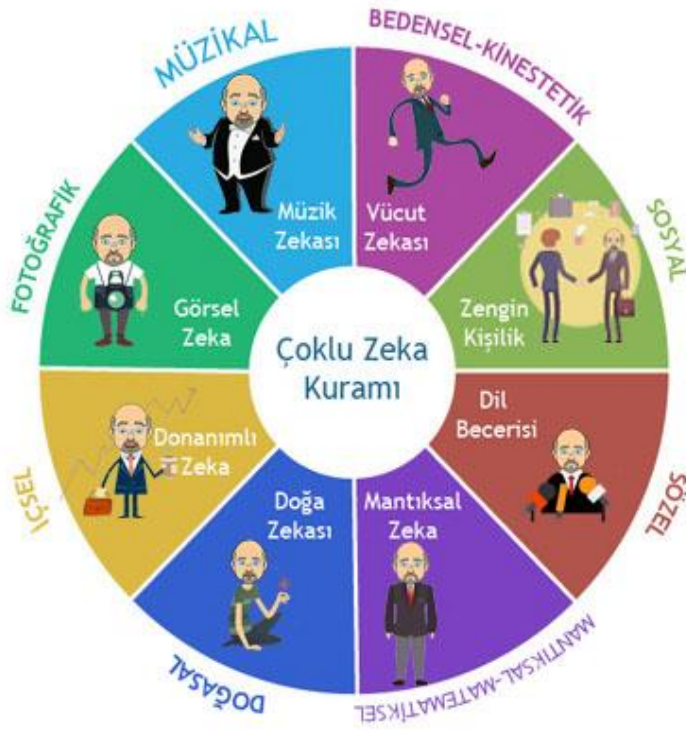 MÜZİKAL
BEDENSEL-KİNESTETİK
SOSYAL
SÖZEL
MANTIKSAL-MATEMATİKSEL
DOĞASAL
İÇSEL
FOTOĞRAFİK
Müzik
Zekası
Vücut
Zekası
Zengin
Kişilik
Dil
Becerisi
Mantıksal
Zeka
Doğa
Zekası
Donanımlı
Zeka
Görsel
Zeka
Çoklu Zeka
Kuramı